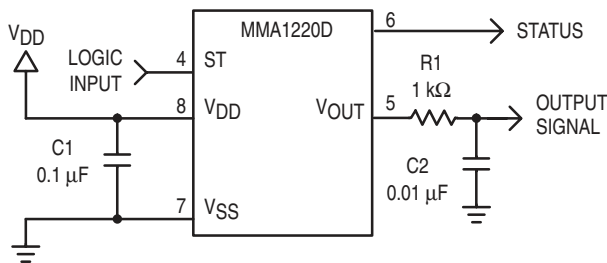 VDD
LOGIC
INPUT
4
ST
MMA1220D
6
STATUS
8
VDD
VOUT
5
R1
1 kΩ
OUTPUT
SIGNAL
C1
0.1 μF
C2
0.01 μF
7
VSS